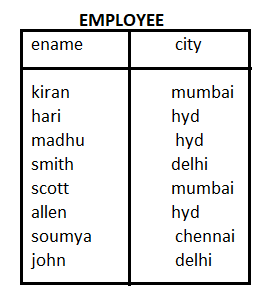 EMPLOYEE
ename city
kiran mumbai
hari hyd
madhu hyd
smith delhi
scott mumbai
allen hyd
soumya chennai
john delhi